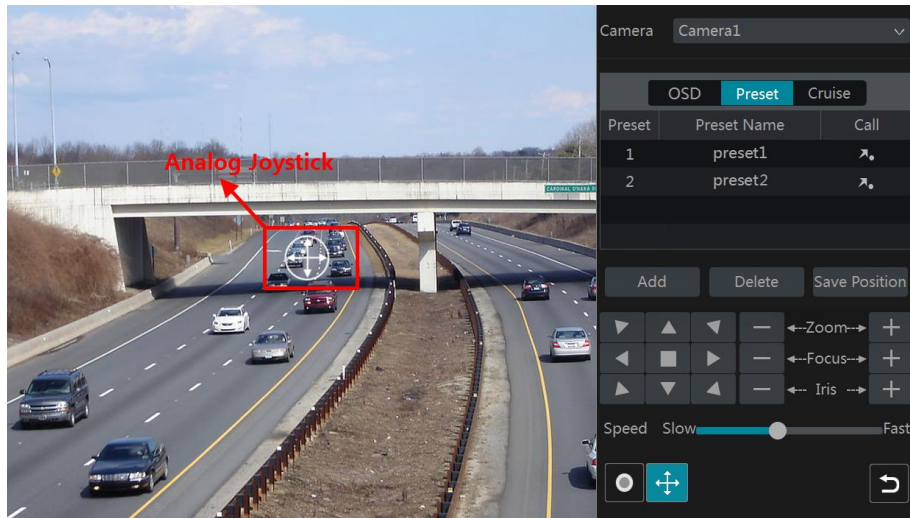 Camera Camera1
OSD Preset Cruise
Preset Preset Name Call
Analog Joystick
1 preset1
2 preset2
CARDINAL O'HARA
Add Delete Save Position
Zoom
Focus
Iris
Speed Slow Fast